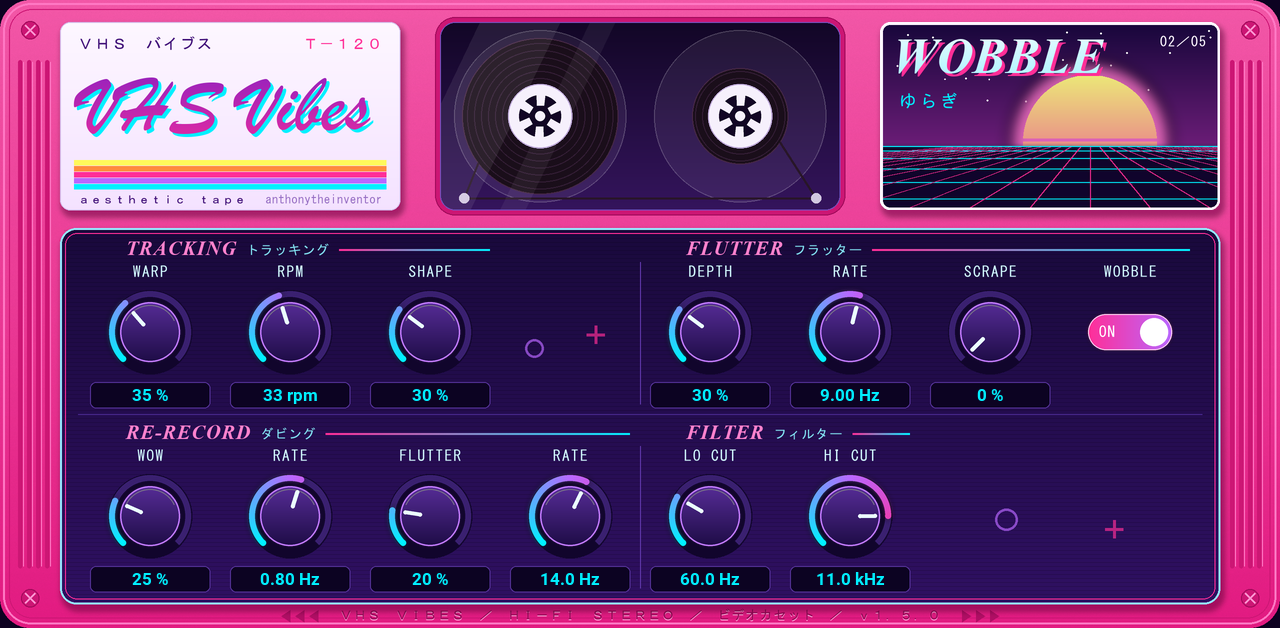 VHS バイブス T-120
VHS Vibes
aesthetic tape anthonytheinventor
WOBBLE 02/05
ゆらぎ
TRACKING トラッキング
WARP RPM SHAPE
35 % 33 rpm 30 %
FLUTTER フラッター
DEPTH RATE SCRAPE WOBBLE
ON
30 % 9.00 Hz 0 %
RE-RECORD ダビング
WOW RATE FLUTTER RATE
25 % 0.80 Hz 20 % 14.0 Hz
FILTER フィルター
LO CUT HI CUT
60.0 Hz 11.0 kHz
VHS VIBES / HI-FI STEREO / ビデオカセット / v1.5.0